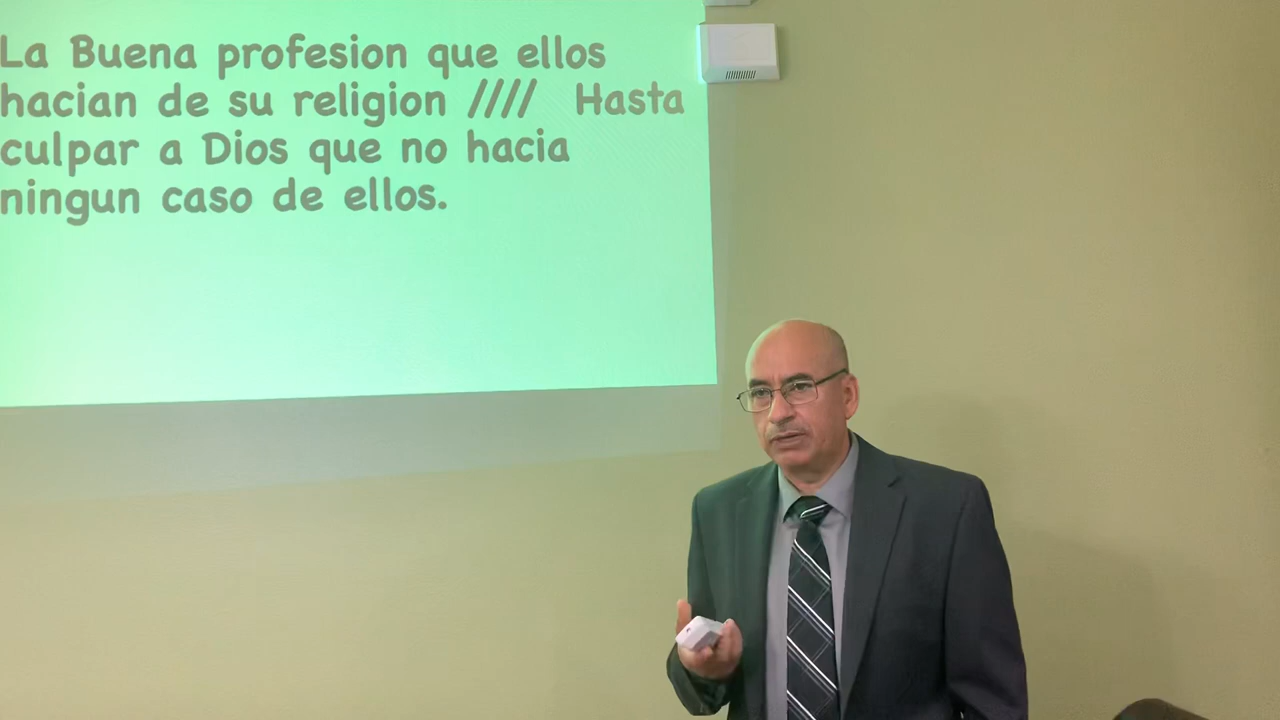 La Buena profesion que ellos
hacian de su religion //// Hasta
culpar a Dios que no hacia
ningun caso de ellos.